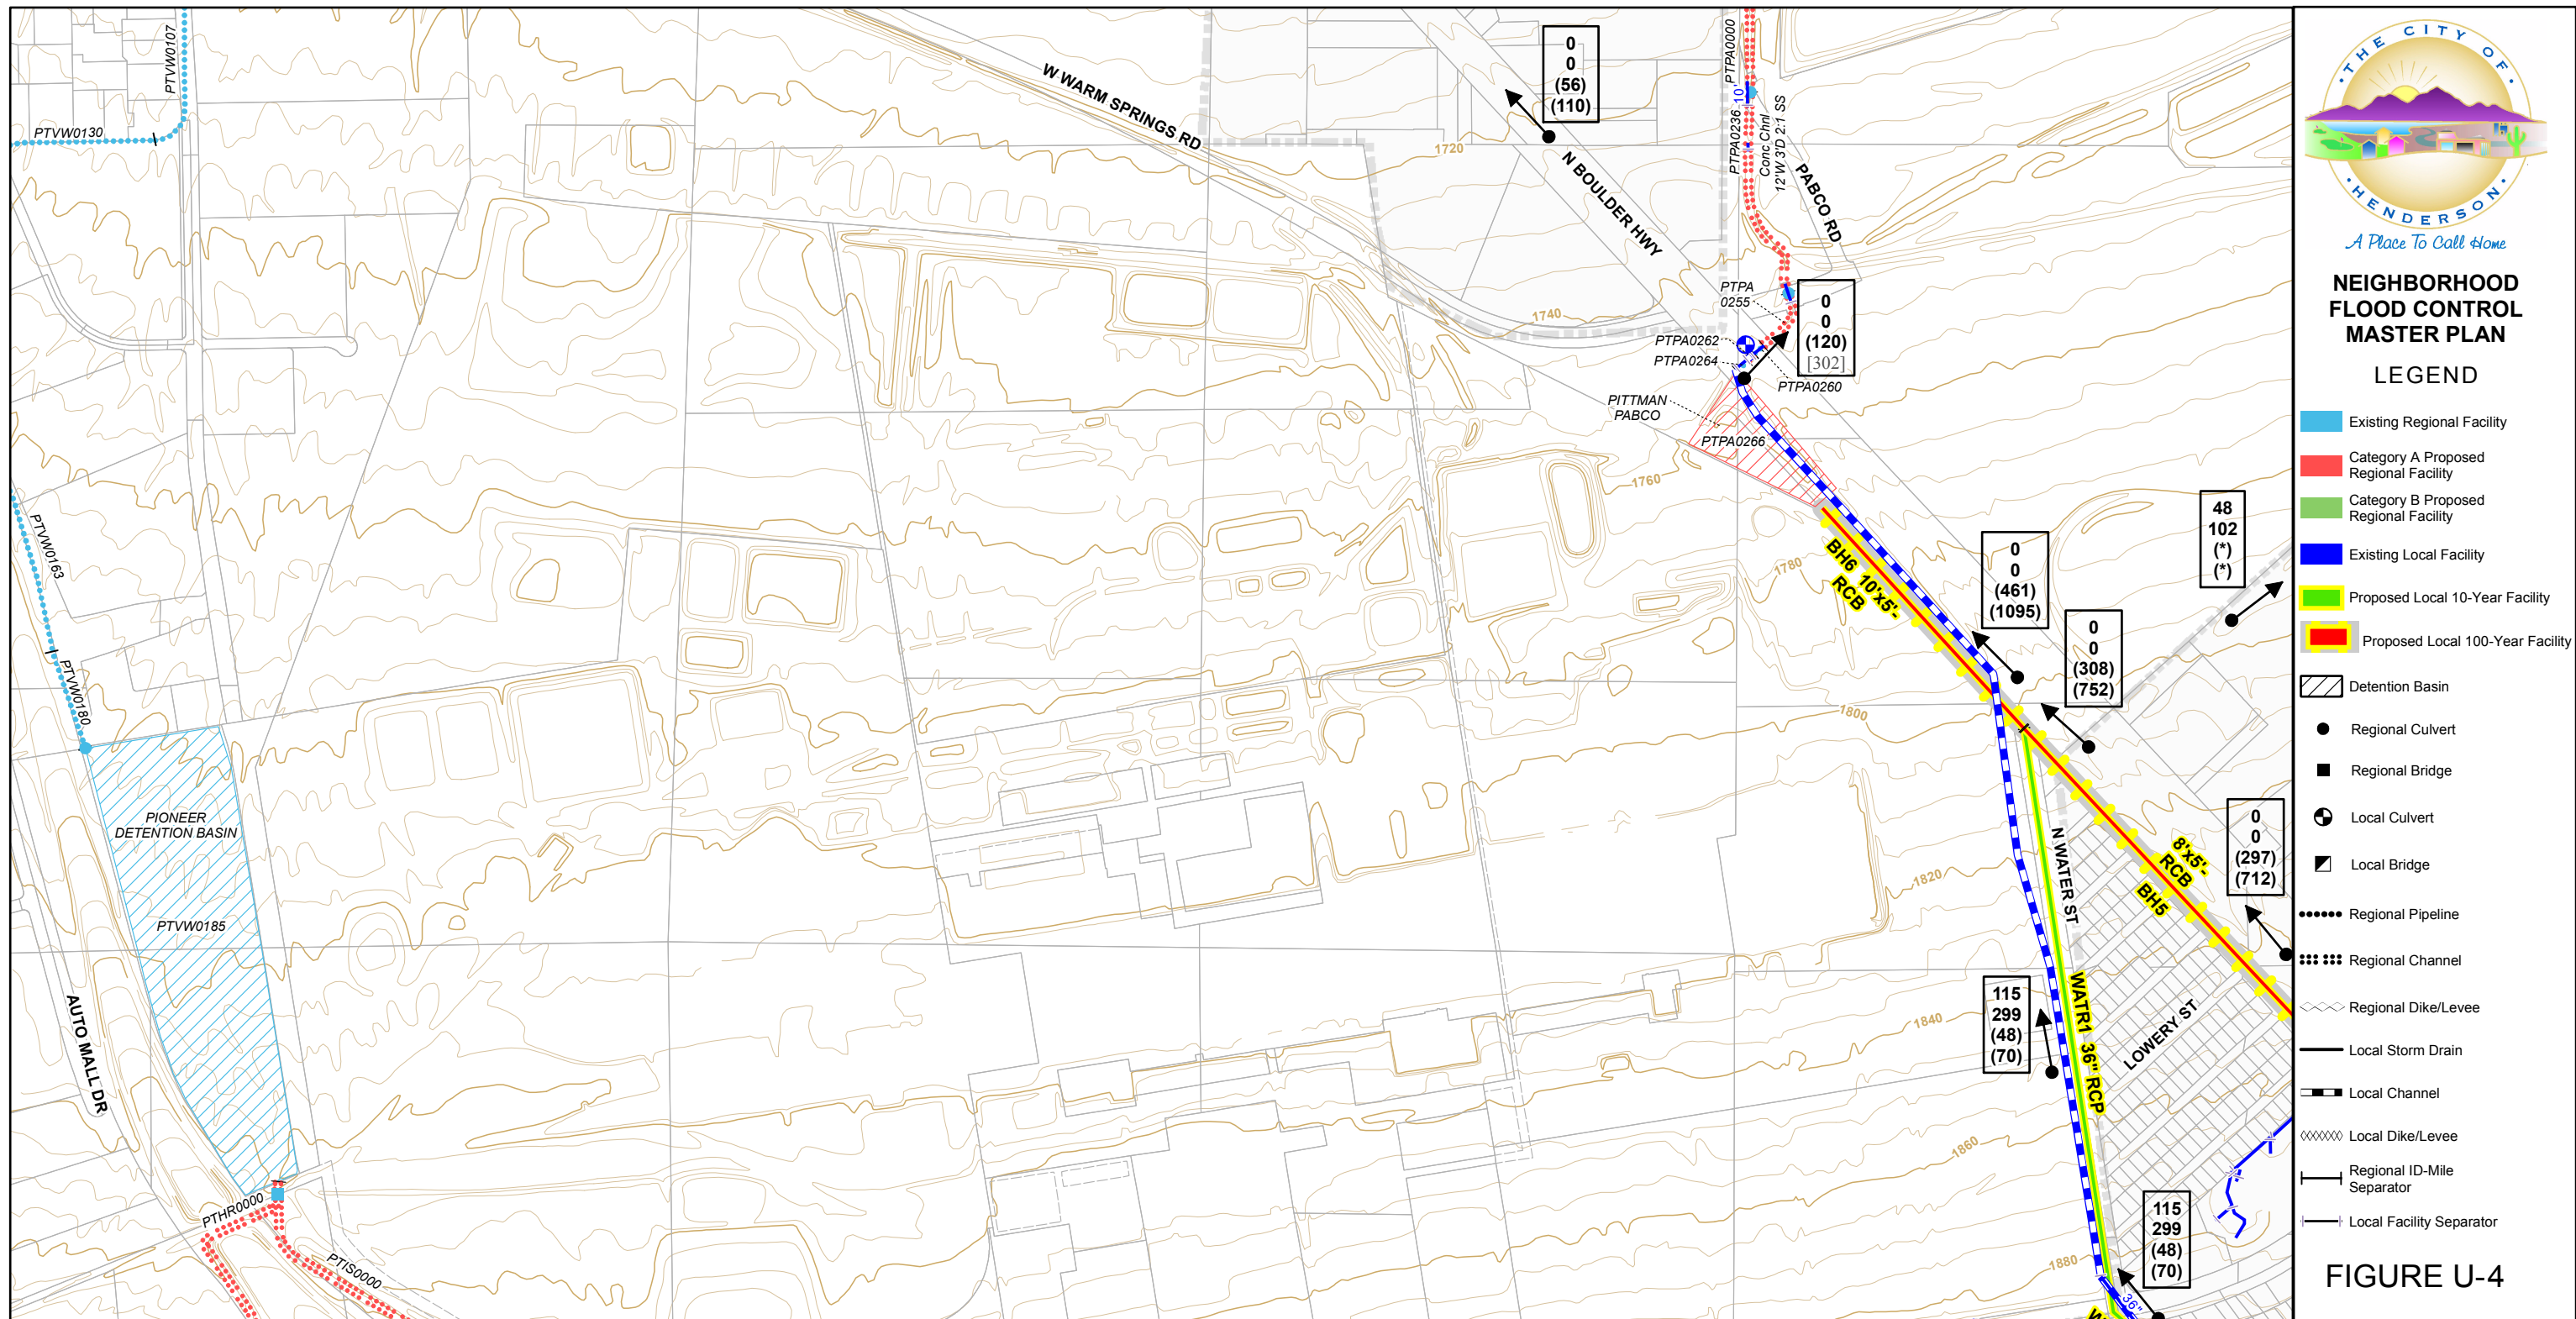 PTVW0107
PTVW0130
W WARM SPRINGS RD
1720
0
0
(56)
(110)
N BOULDER HWY
PTPA0000
10'
PTPA0236
Conc Chnl
12'W 3'D 2:1 SS
PABCO RD
PTPA
0255
0
0
(120)
[302]
1740
PTPA0262
PTPA0264
PTPA0260
PITTMAN
PABCO
PTPA0266
1760
PTVW0163
PTVW0180
BH6 10'x5'-
RCB
1780
0
0
(461)
(1095)
48
102
(*)
(*)
0
0
(308)
(752)
1800
PIONEER
DETENTION BASIN
PTVW0185
N WATER ST
8'x5'-
RCB
BH5
0
0
(297)
(712)
1820
AUTO MALL DR
115
299
(48)
(70)
1840
WATR1 36" RCP
LOWERY ST
1860
PTHR0000
PTIS0000
115
299
(48)
(70)
1880
36"
W
THE CITY OF
HENDERSON
A Place To Call Home
NEIGHBORHOOD
FLOOD CONTROL
MASTER PLAN
LEGEND
Existing Regional Facility
Category A Proposed
Regional Facility
Category B Proposed
Regional Facility
Existing Local Facility
Proposed Local 10-Year Facility
Proposed Local 100-Year Facility
Detention Basin
Regional Culvert
Regional Bridge
Local Culvert
Local Bridge
Regional Pipeline
Regional Channel
Regional Dike/Levee
Local Storm Drain
Local Channel
Local Dike/Levee
Regional ID-Mile
Separator
Local Facility Separator
FIGURE U-4